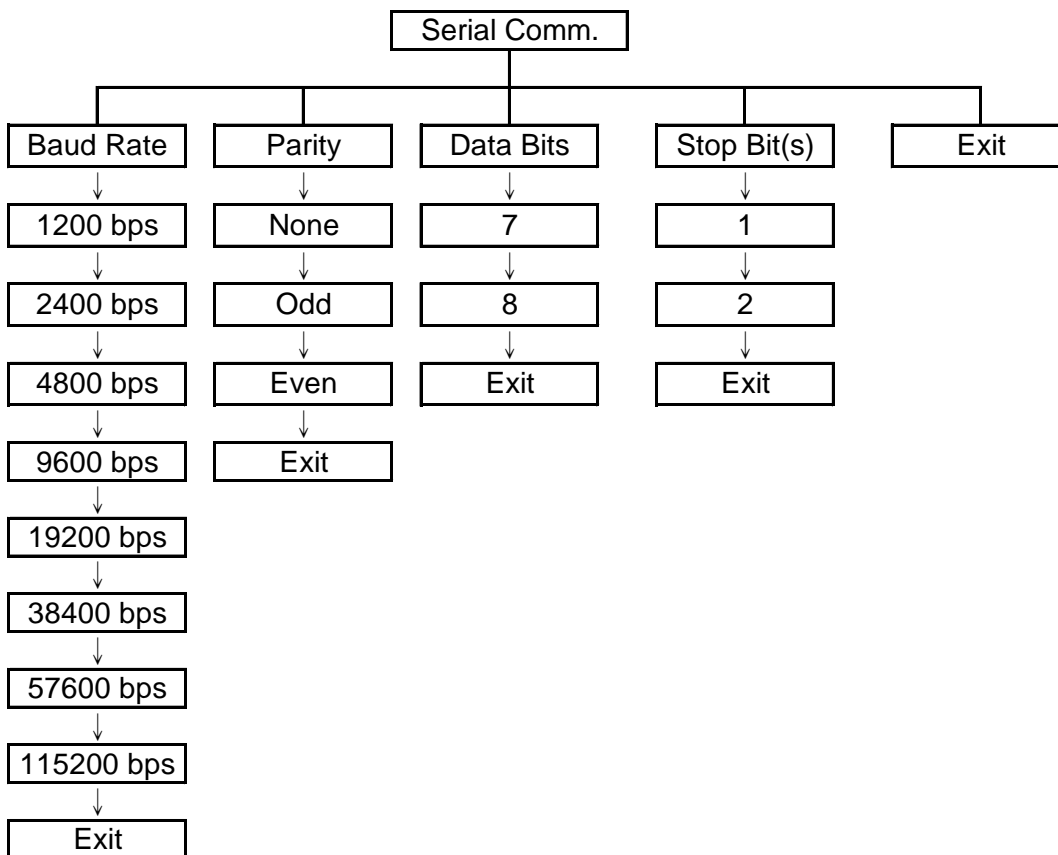 Serial Comm.
Baud Rate
Parity
Data Bits
Stop Bit(s)
Exit
1200 bps
None
7
1
2400 bps
Odd
8
2
4800 bps
Even
Exit
Exit
9600 bps
Exit
19200 bps
38400 bps
57600 bps
115200 bps
Exit